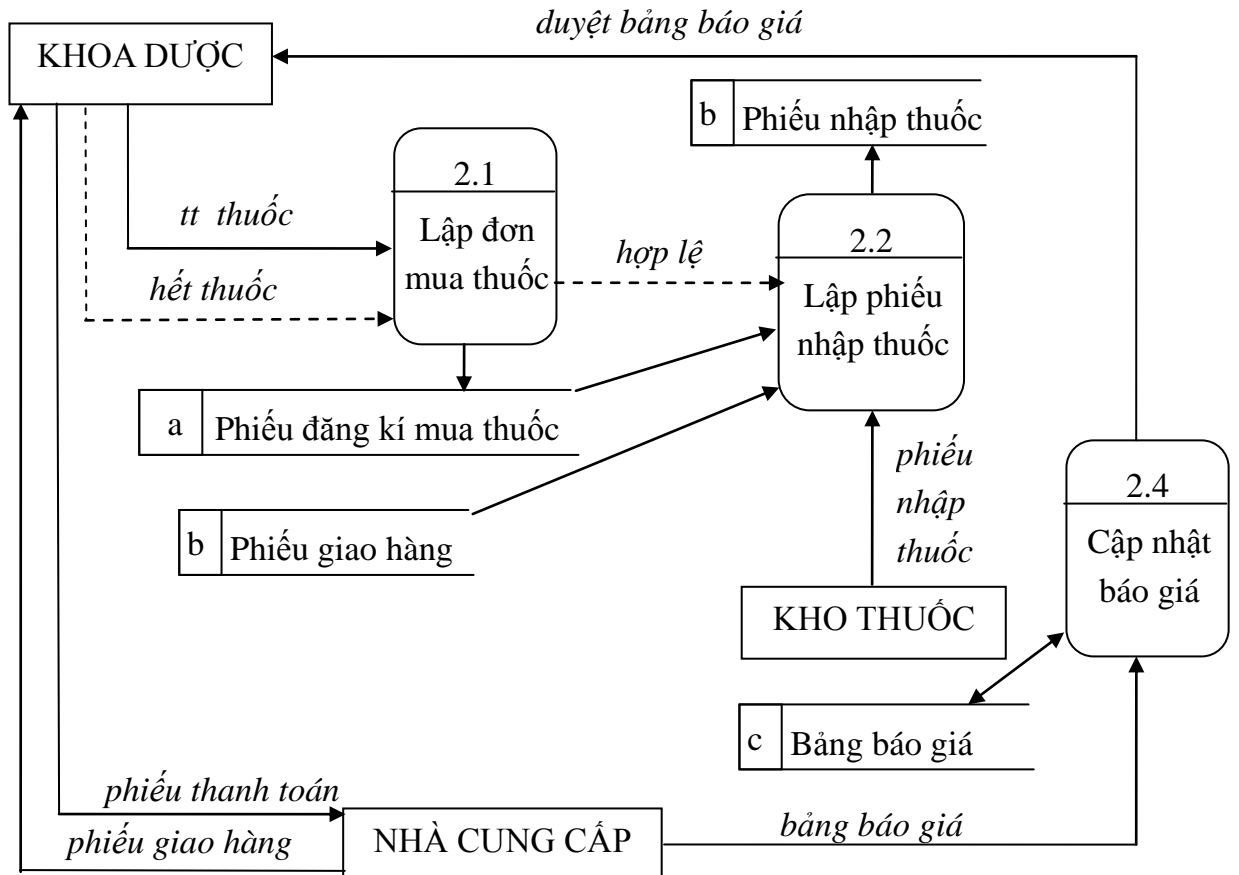 duyệt bảng báo giá
KHOA DƯỢC
b Phiếu nhập thuốc
2.1
Lập đơn
mua thuốc
tt thuốc
hết thuốc
hợp lệ
2.2
Lập phiếu
nhập thuốc
a Phiếu đăng kí mua thuốc
b Phiếu giao hàng
phiếu
nhập
thuốc
2.4
Cập nhật
báo giá
KHO THUỐC
c Bảng báo giá
phiếu thanh toán
phiếu giao hàng
NHÀ CUNG CẤP
bảng báo giá